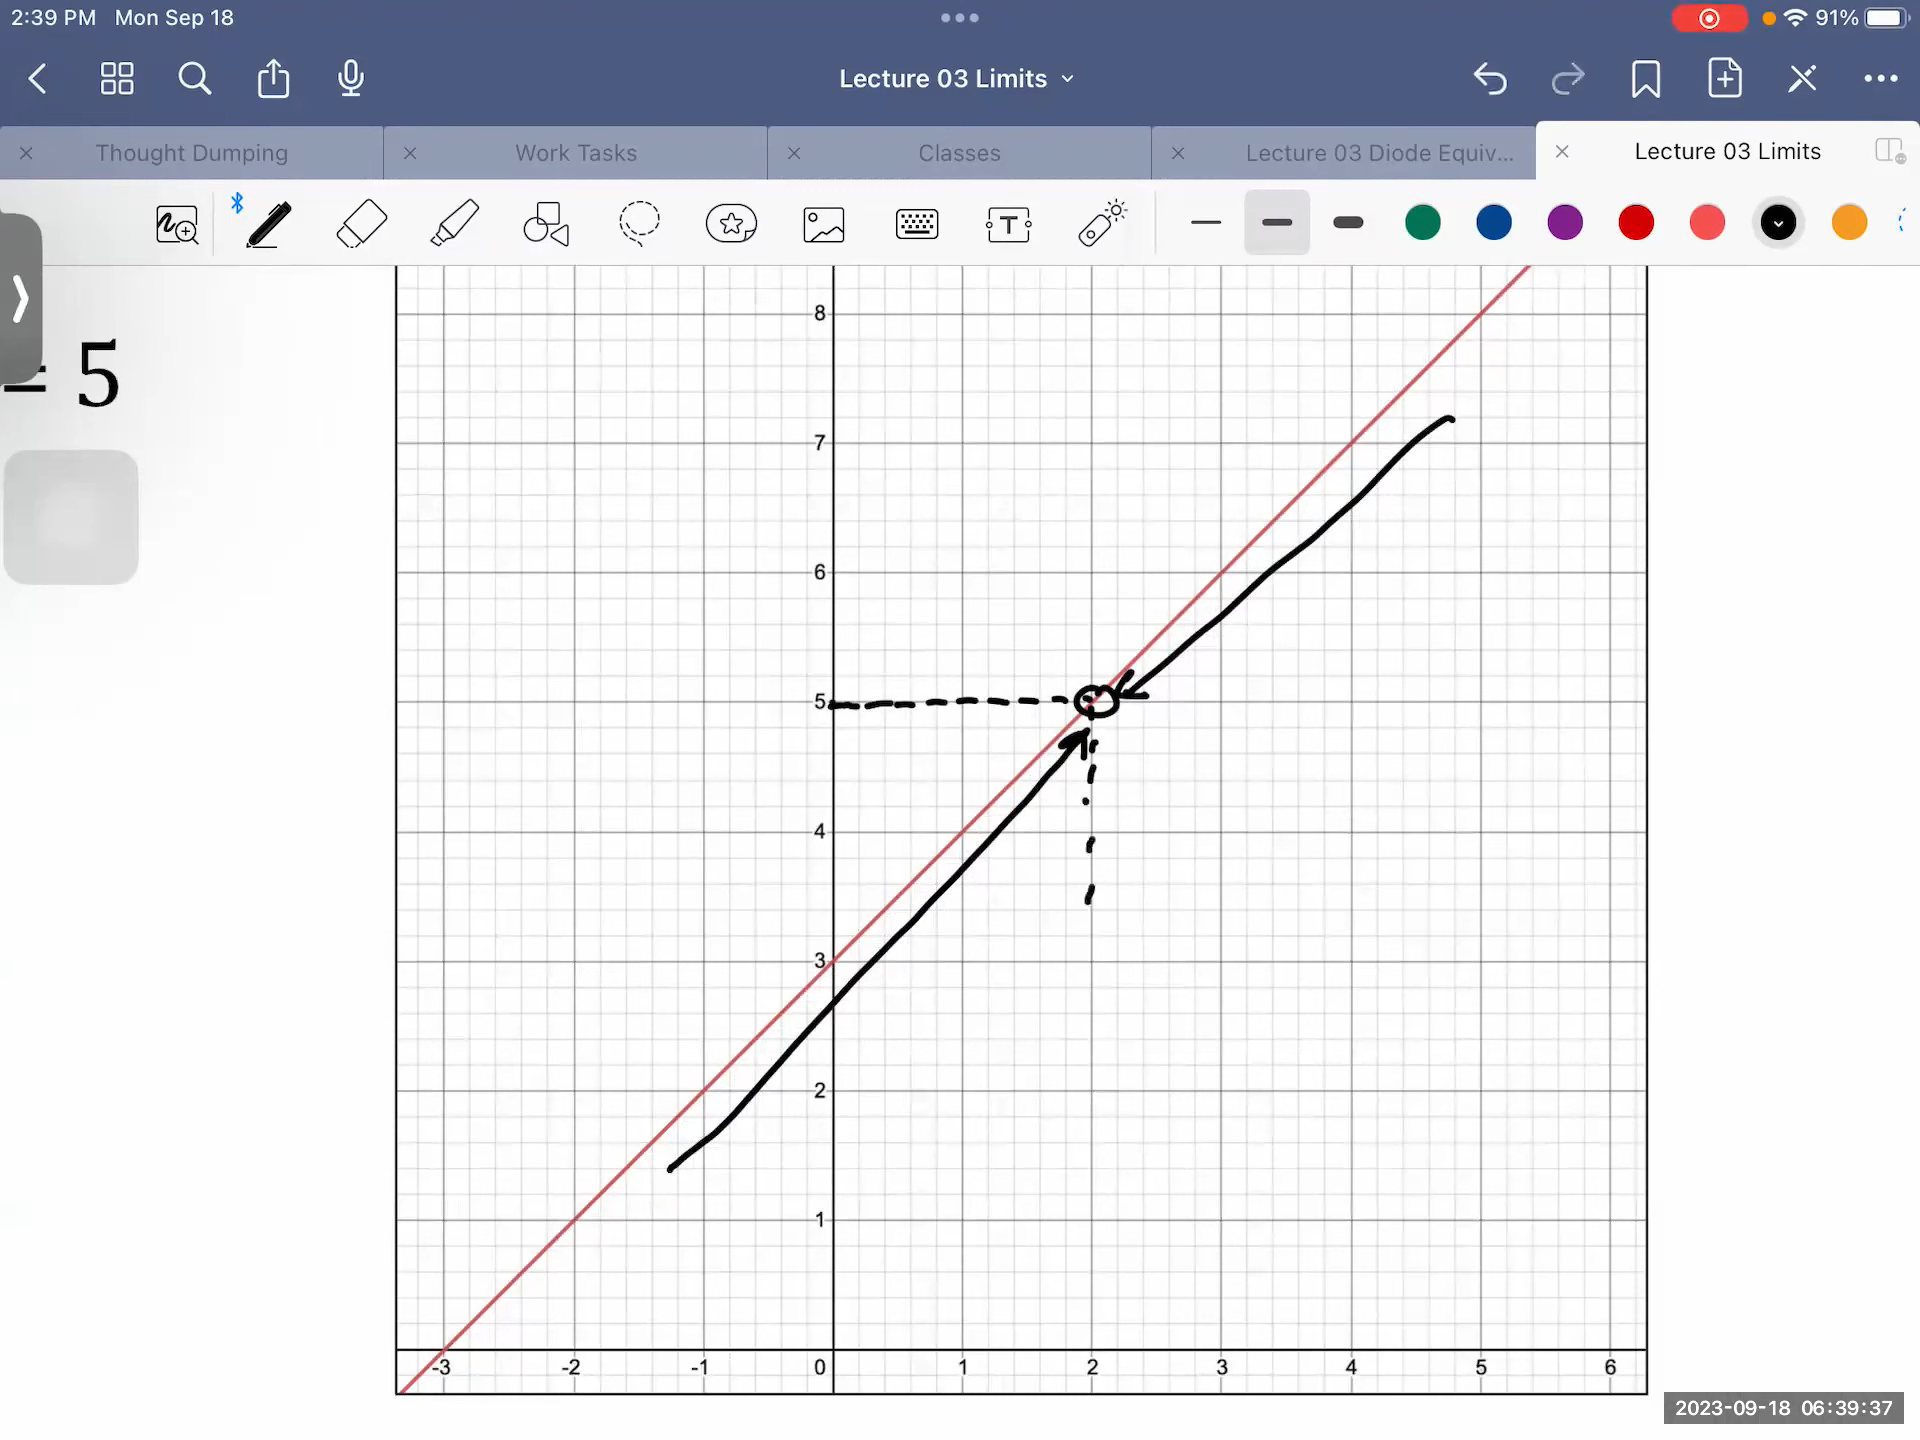 2:39 PM Mon Sep 18
91%
Lecture 03 Limits
Thought Dumping
Work Tasks
Classes
Lecture 03 Diode Equiv...
Lecture 03 Limits
T
= 5
8
7
6
5
4
3
2
1
-3 -2 -1 0 1 2 3 4 5 6
2023-09-18 06:39:37